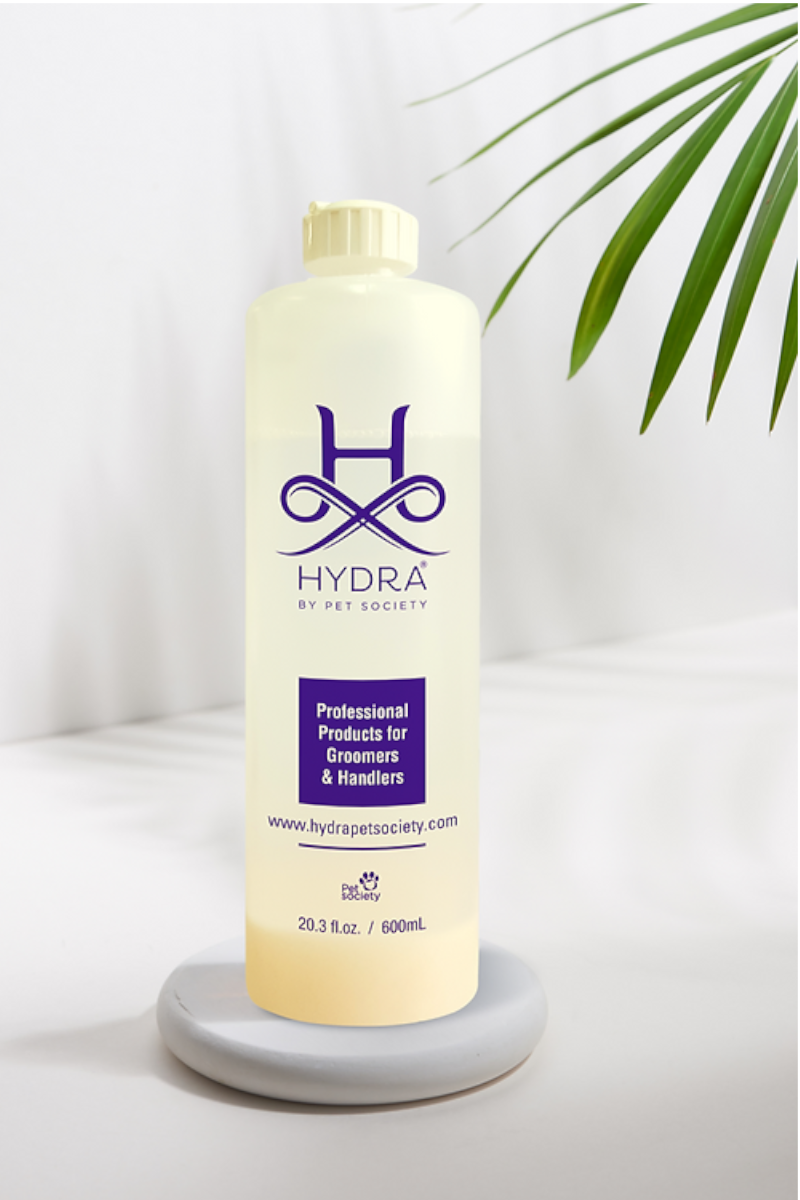 H
HYDRA®
BY PET SOCIETY
Professional
Products for
Groomers
& Handlers
www.hydrapetsociety.com
Pet
society
20.3 fl.oz. / 600mL